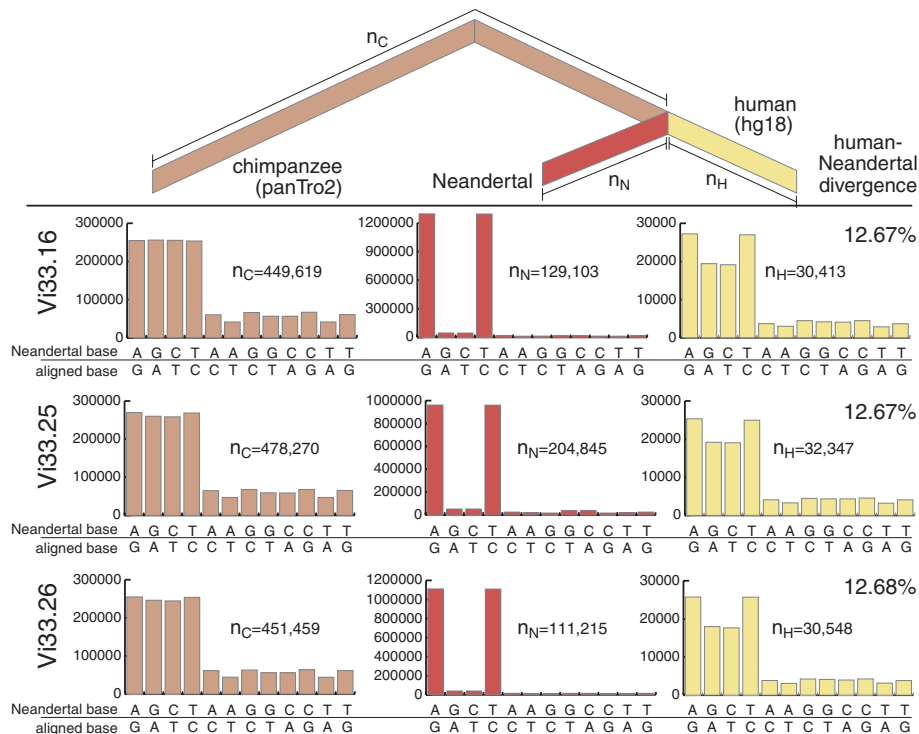 n_C
human
(hg18)
human-
Neandertal
divergence
chimpanzee
(panTro2)
Neandertal
n_N
n_H
Vi33.16
300000
200000
100000
0
n_C=449,619
1200000
900000
600000
300000
0
n_N=129,103
30000
20000
10000
0
n_H=30,413
12.67%
Neandertal base A G C T A A G G C C T T A G C T A A G G C C T T A G C T A A G G C C T T
aligned base G A T C C T C T A G A G G A T C C T C T A G A G G A T C C T C T A G A G
Vi33.25
300000
200000
100000
0
n_C=478,270
1000000
800000
600000
400000
200000
0
n_N=204,845
30000
20000
10000
0
n_H=32,347
12.67%
Neandertal base A G C T A A G G C C T T A G C T A A G G C C T T A G C T A A G G C C T T
aligned base G A T C C T C T A G A G G A T C C T C T A G A G G A T C C T C T A G A G
Vi33.26
300000
200000
100000
0
n_C=451,459
1200000
1000000
800000
600000
400000
200000
0
n_N=111,215
30000
20000
10000
0
n_H=30,548
12.68%
Neandertal base A G C T A A G G C C T T A G C T A A G G C C T T A G C T A A G G C C T T
aligned base G A T C C T C T A G A G G A T C C T C T A G A G G A T C C T C T A G A G